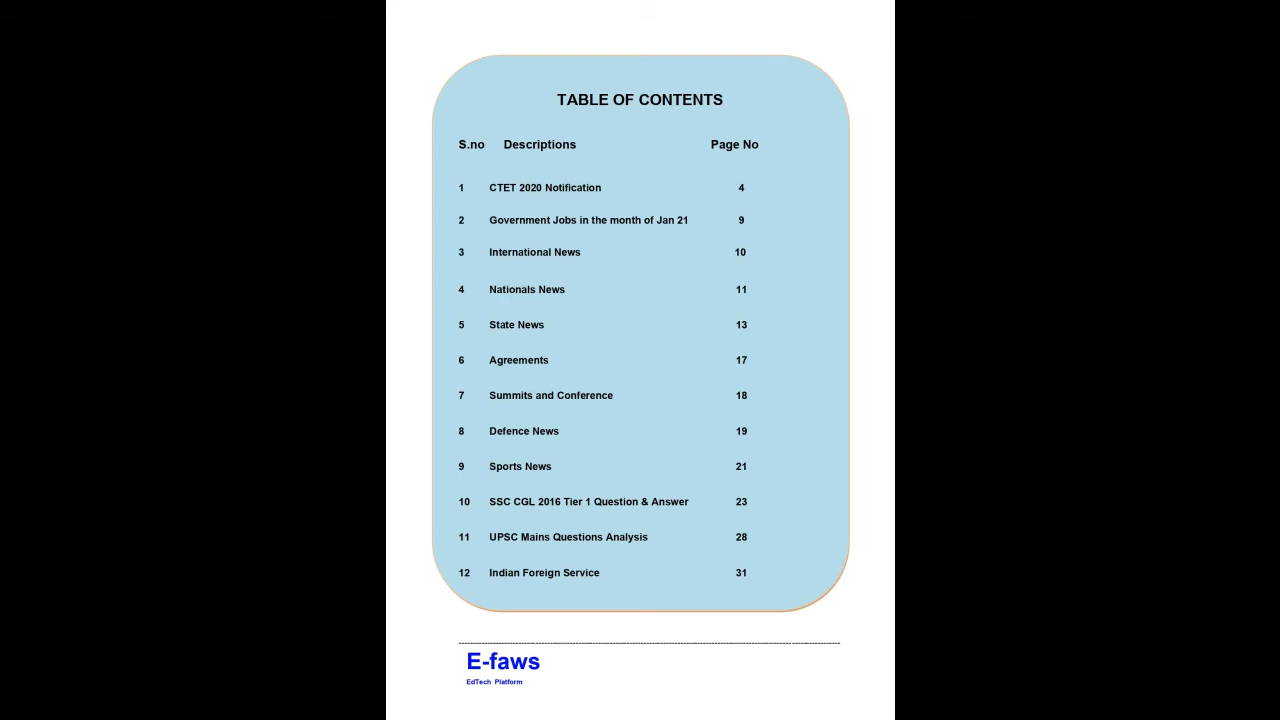 TABLE OF CONTENTS
S.no Descriptions Page No
1 CTET 2020 Notification 4
2 Government Jobs in the month of Jan 21 9
3 International News 10
4 Nationals News 11
5 State News 13
6 Agreements 17
7 Summits and Conference 18
8 Defence News 19
9 Sports News 21
10 SSC CGL 2016 Tier 1 Question & Answer 23
11 UPSC Mains Questions Analysis 28
12 Indian Foreign Service 31
E-faws
EdTech Platform